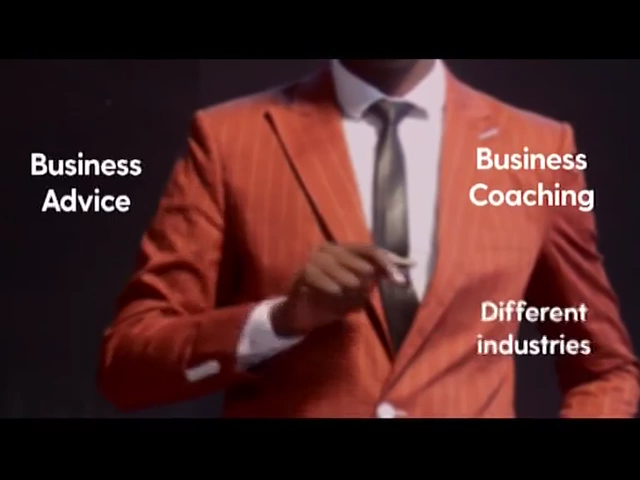 Business
Advice
Business
Coaching
Different
industries